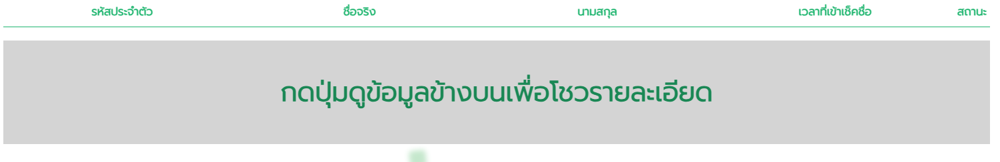 รหัสประจำตัว ชื่อจริง นามสกุล เวลาที่เข้าเช็คชื่อ สถานะ
กดปุ่มดูข้อมูลข้างบนเพื่อโชวรายละเอียด